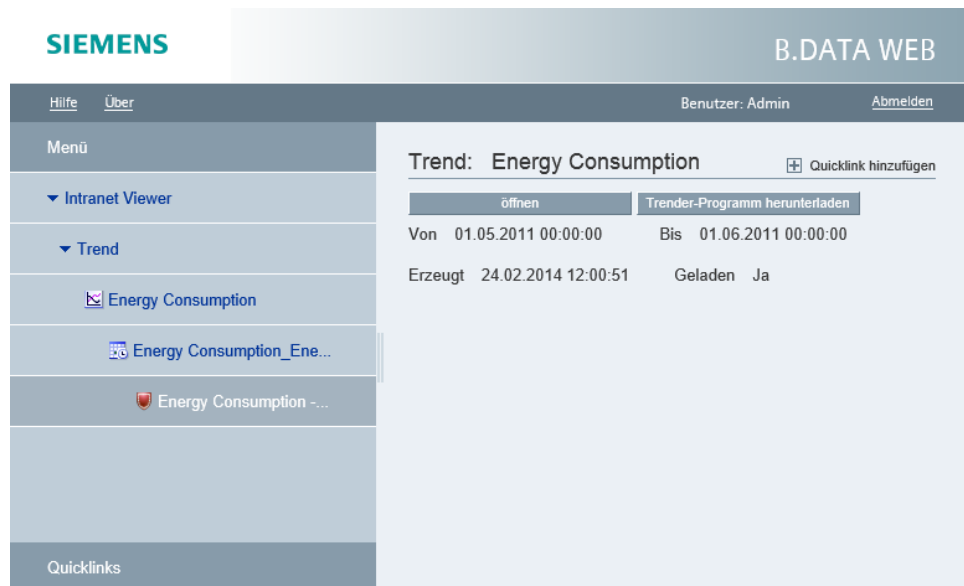 SIEMENS
B.DATA WEB
Hilfe Über
Benutzer: Admin Abmelden
Menü
Intranet Viewer
Trend
Energy Consumption
Energy Consumption_Ene...
Energy Consumption -...
Quicklinks
Trend: Energy Consumption
Quicklink hinzufügen
öffnen Trender-Programm herunterladen
Von 01.05.2011 00:00:00 Bis 01.06.2011 00:00:00
Erzeugt 24.02.2014 12:00:51 Geladen Ja